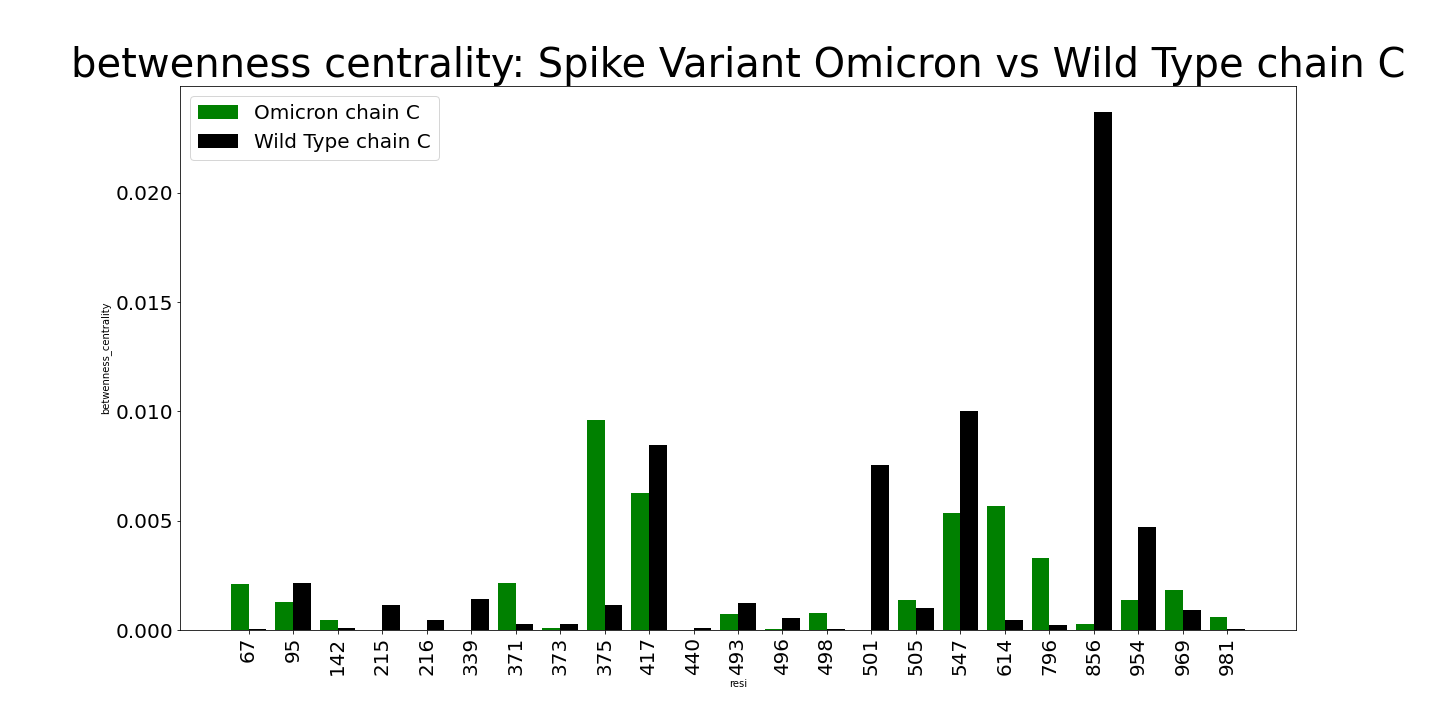 betwenness centrality: Spike Variant Omicron vs Wild Type chain C
Omicron chain C
Wild Type chain C
0.020
0.015
0.010
0.005
0.000
betwenness_centrality
67 95 142 215 216 339 371 373 375 417 440 493 496 498 501 505 547 614 796 856 954 969 981
resi